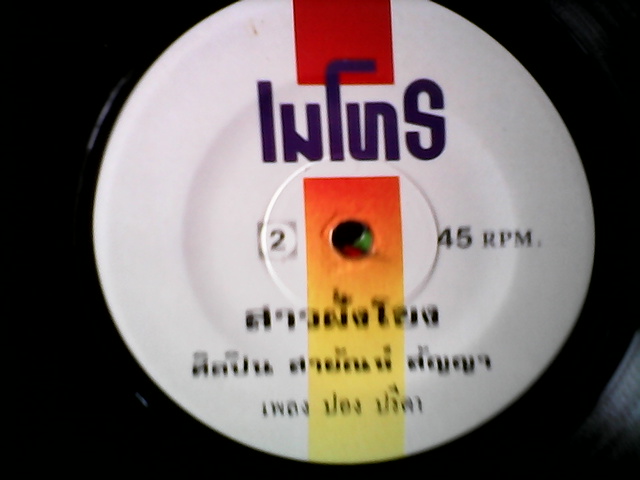 เมโทร
2 45 RPM.
สาวฝั่งโขง
ศิลปิน สายัณห์ สัญญา
เพลง ปอง ปรีดา